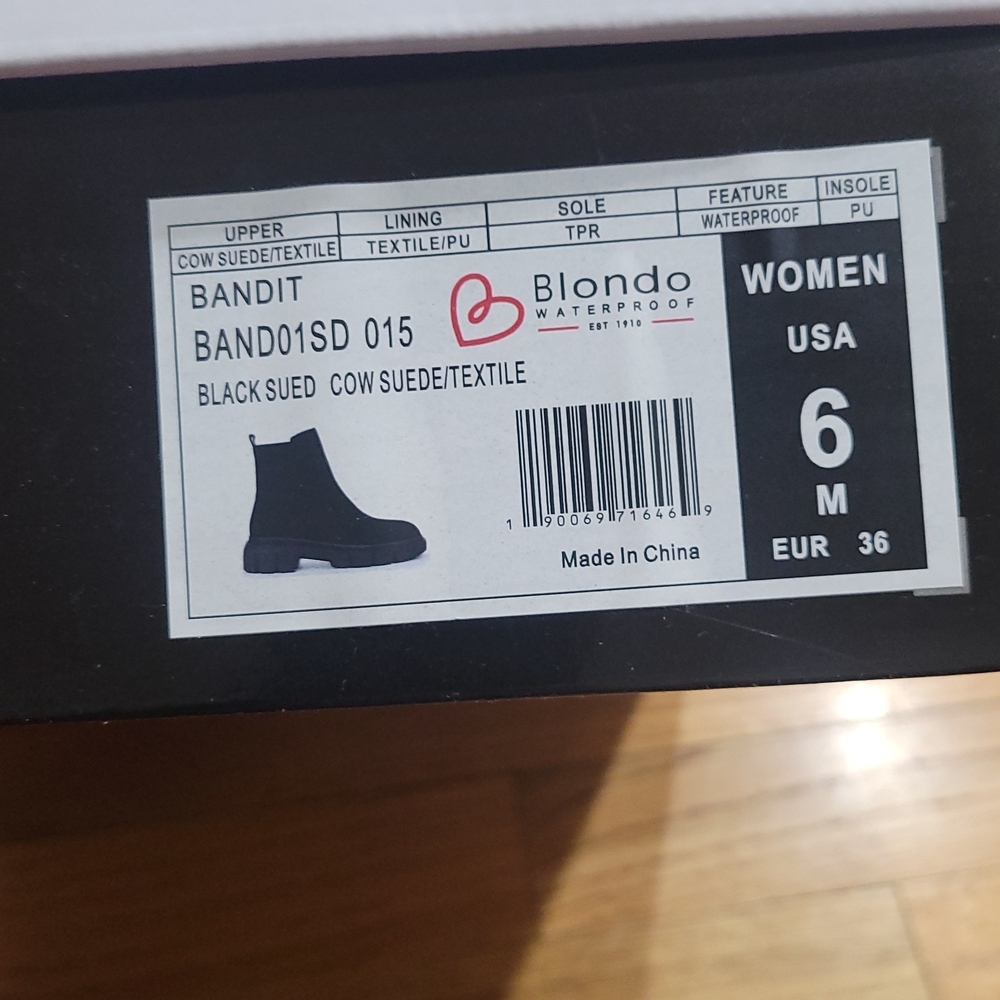 UPPER LINING SOLE FEATURE INSOLE
COW SUEDE/TEXTILE TEXTILE/PU TPR WATERPROOF PU
BANDIT
BAND01SD 015
BLACK SUED COW SUEDE/TEXTILE
Blondo
WATERPROOF
EST 1910
1 90069 71646 9
Made In China
WOMEN
USA
6
M
EUR 36